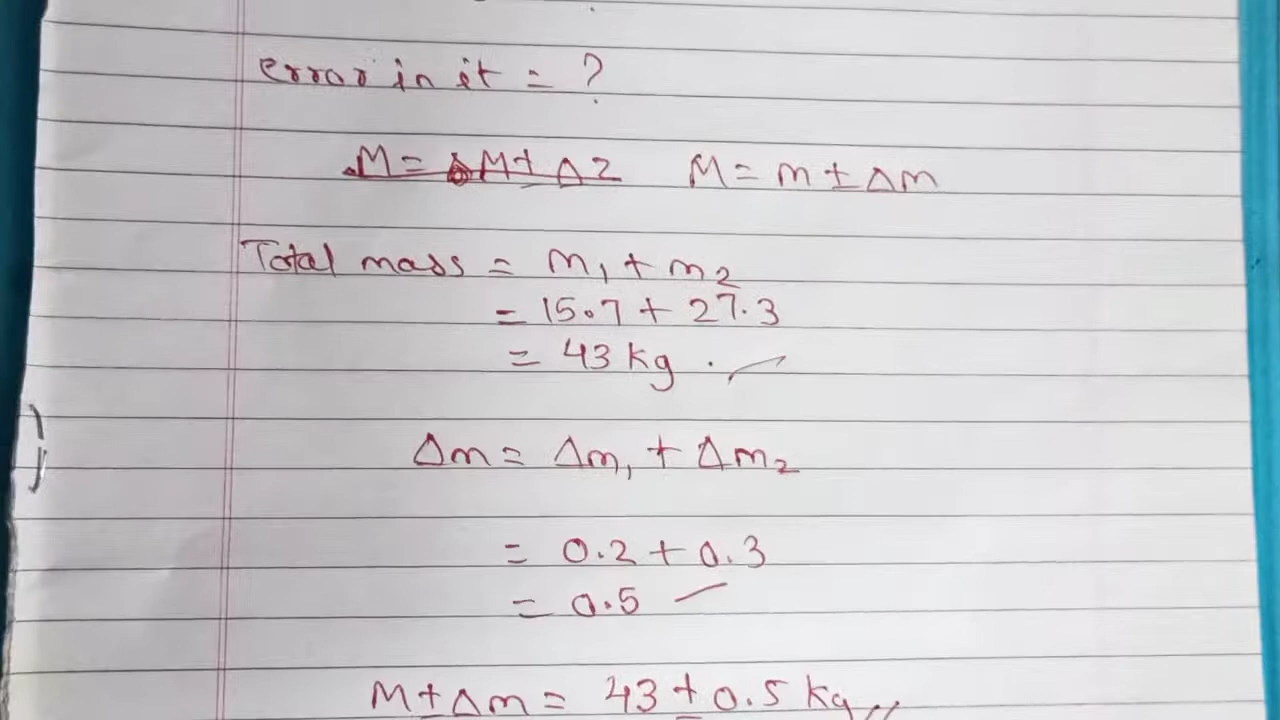 error in it = ?
M = M ± Δ2 M = m ± Δm
Total mass = m₁ + m₂
= 15.7 + 27.3
= 43 kg.
Δm = Δm₁ + Δm₂
= 0.2 + 0.3
= 0.5
M ± Δm = 43 ± 0.5 kg